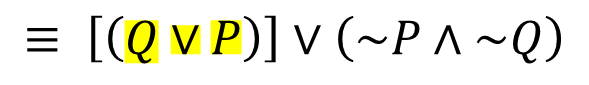 ≡ [(Q ∨ P)] ∨ (~P ∧ ~Q)